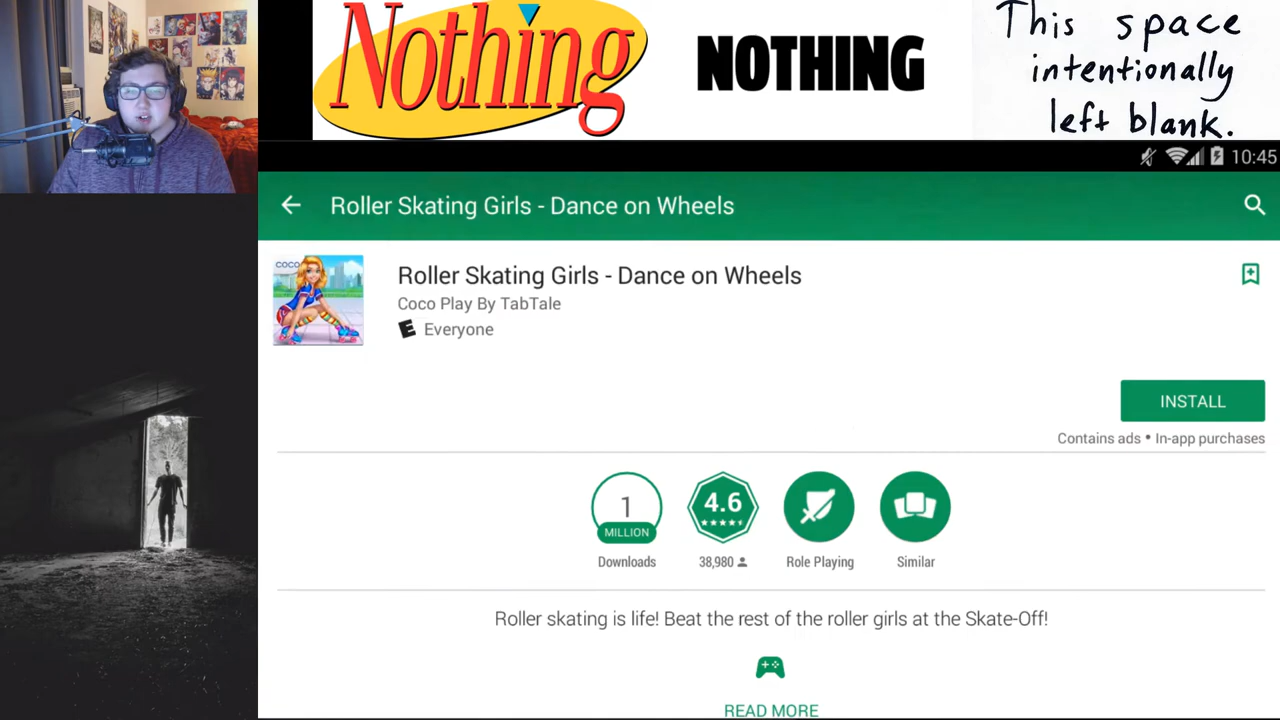 Nothing
NOTHING
This space
intentionally
left blank.
10:45
Roller Skating Girls - Dance on Wheels
COCO
Roller Skating Girls - Dance on Wheels
Coco Play By TabTale
E Everyone
INSTALL
Contains ads • In-app purchases
1
MILLION
Downloads
4.6
38,980
Role Playing
Similar
Roller skating is life! Beat the rest of the roller girls at the Skate-Off!
READ MORE